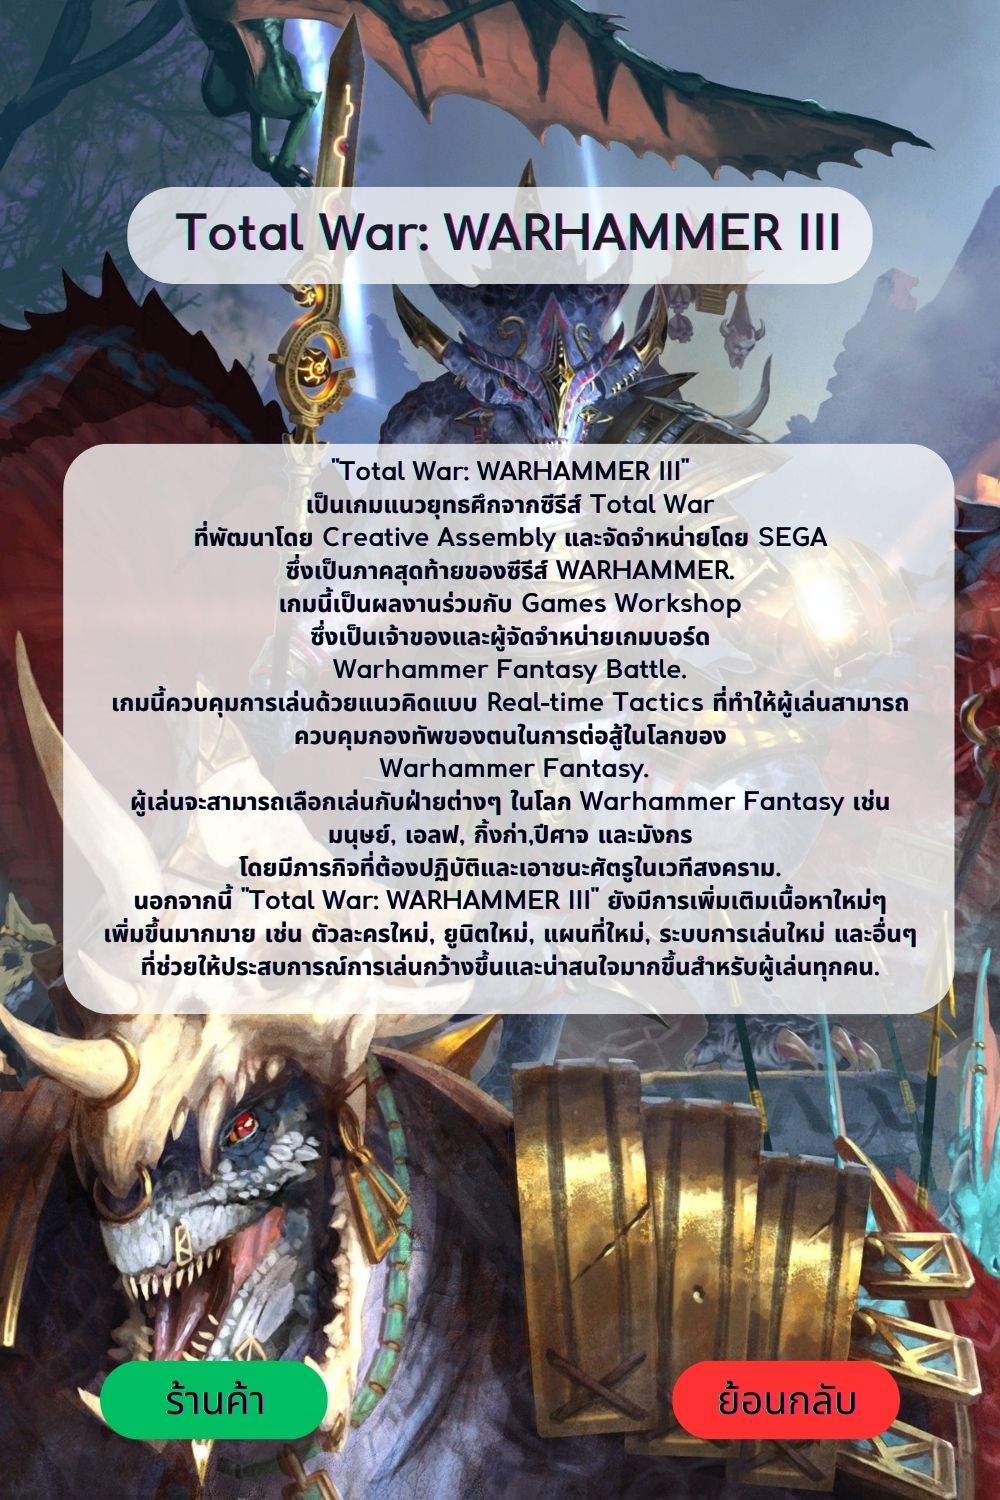 Total War: WARHAMMER III
"Total War: WARHAMMER III"
เป็นเกมแนวยุทธศึกจากซีรีส์ Total War
ที่พัฒนาโดย Creative Assembly และจัดจำหน่ายโดย SEGA
ซึ่งเป็นภาคสุดท้ายของซีรีส์ WARHAMMER.
เกมนี้เป็นผลงานร่วมกับ Games Workshop
ซึ่งเป็นเจ้าของและผู้จัดจำหน่ายเกมบอร์ด
Warhammer Fantasy Battle.
เกมนี้ควบคุมการเล่นด้วยแนวคิดแบบ Real-time Tactics ที่ทำให้ผู้เล่นสามารถ
ควบคุมกองทัพของตนในการต่อสู้ในโลกของ
Warhammer Fantasy.
ผู้เล่นจะสามารถเลือกเล่นกับฝ่ายต่างๆ ในโลก Warhammer Fantasy เช่น
มนุษย์, เอลฟ, กิ้งก่า,ปีศาจ และมังกร
โดยมีภารกิจที่ต้องปฏิบัติและเอาชนะศัตรูในเวทีสงคราม.
นอกจากนี้ "Total War: WARHAMMER III" ยังมีการเพิ่มเติมเนื้อหาใหม่ๆ
เพิ่มขึ้นมากมาย เช่น ตัวละครใหม่, ยูนิตใหม่, แผนที่ใหม่, ระบบการเล่นใหม่ และอื่นๆ
ที่ช่วยให้ประสบการณ์การเล่นกว้างขึ้นและน่าสนใจมากขึ้นสำหรับผู้เล่นทุกคน.
ร้านค้า
ย้อนกลับ